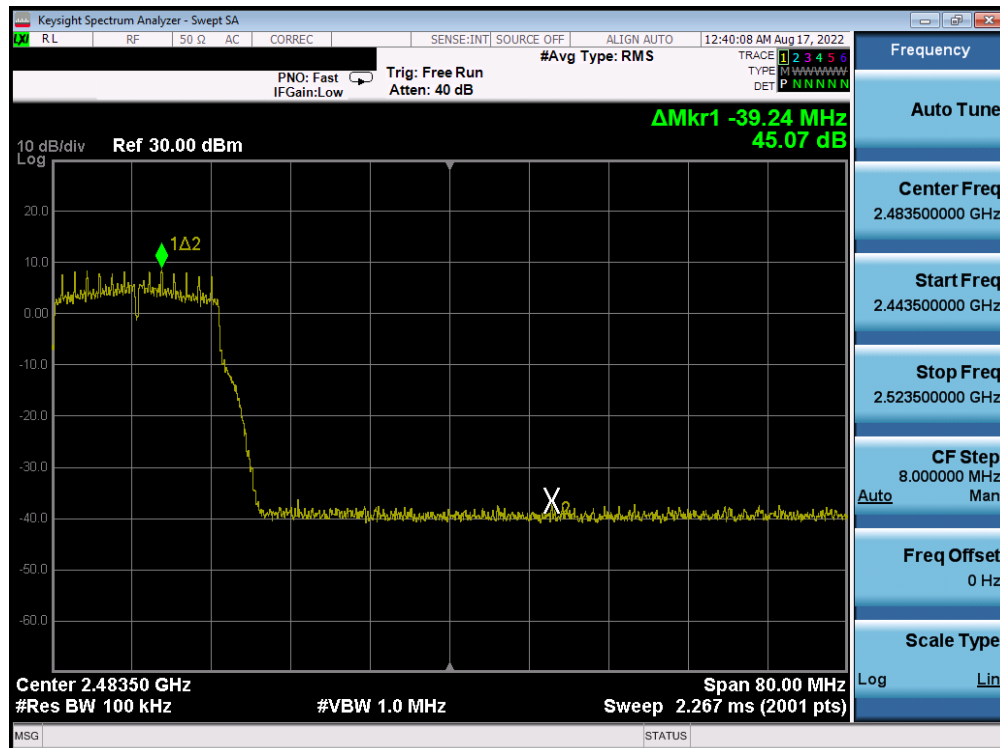 Keysight Spectrum Analyzer - Swept SA
LXI RL RF 50 Ω AC CORREC SENSE:INT SOURCE OFF ALIGN AUTO 12:40:08 AM Aug 17, 2022
#Avg Type: RMS
PNO: Fast
IFGain:Low
Trig: Free Run
Atten: 40 dB
TRACE 1 2 3 4 5 6
TYPE M W W W W W
DET P N N N N N
ΔMkr1 -39.24 MHz
45.07 dB
10 dB/div
Log
Ref 30.00 dBm
20.0
1Δ2
10.0
0.00
-10.0
-20.0
-30.0
X2
-40.0
-50.0
-60.0
Center 2.48350 GHz
Span 80.00 MHz
#Res BW 100 kHz
#VBW 1.0 MHz
Sweep 2.267 ms (2001 pts)
MSG
STATUS
Frequency
Auto Tune
Center Freq
2.483500000 GHz
Start Freq
2.443500000 GHz
Stop Freq
2.523500000 GHz
CF Step
8.000000 MHz
Auto Man
Freq Offset
0 Hz
Scale Type
Log Lin